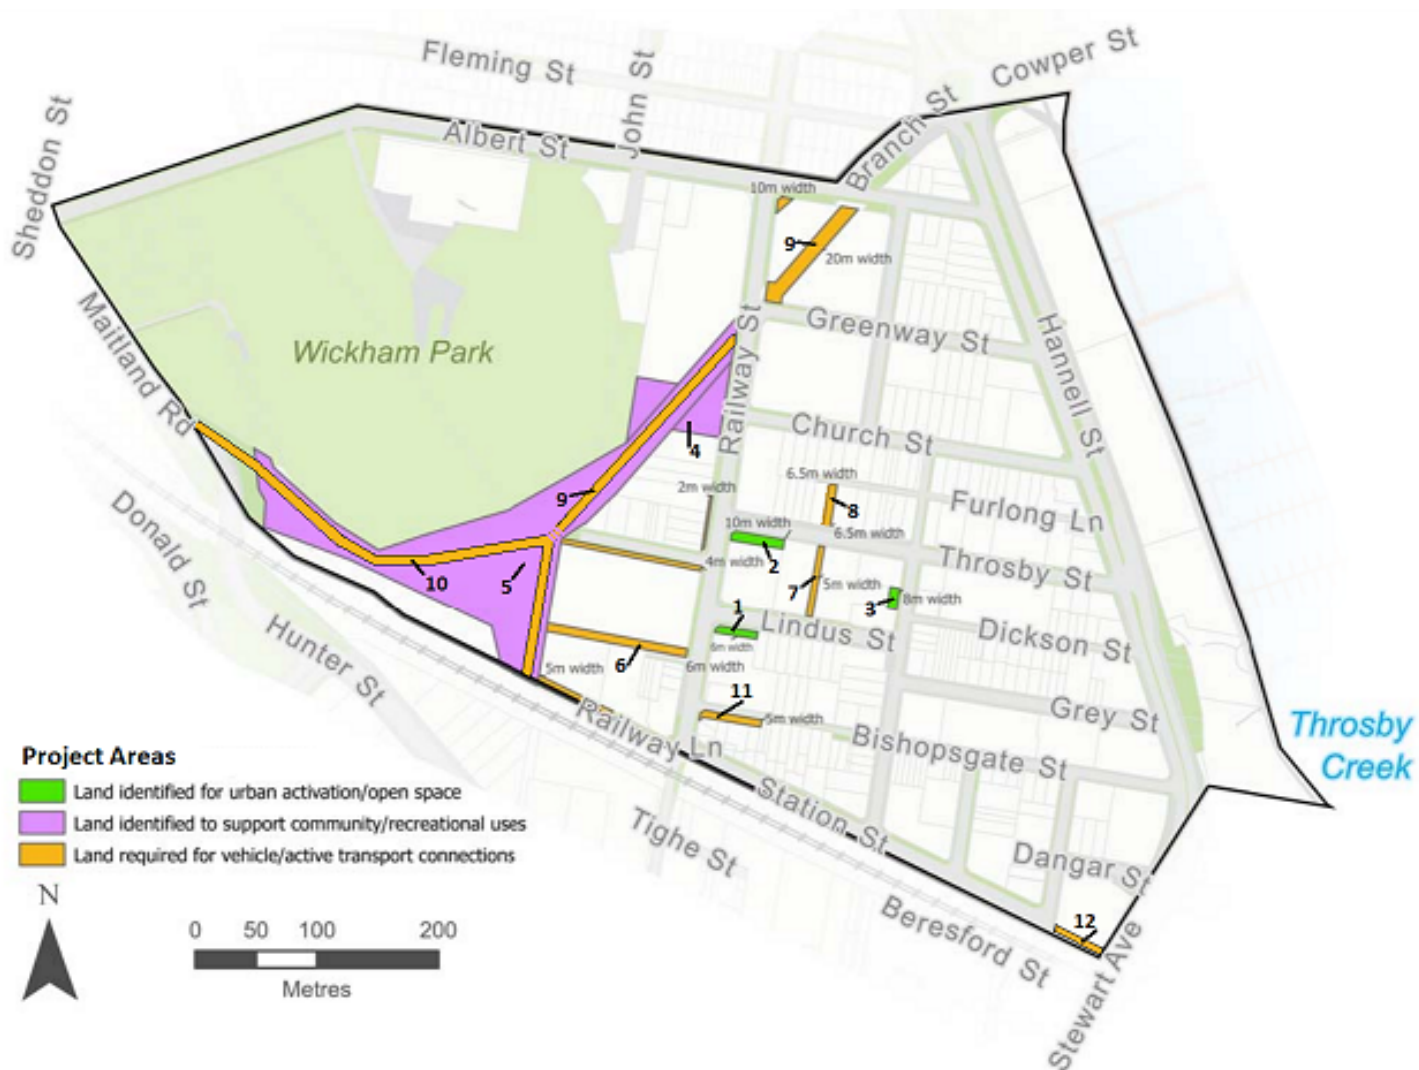 Cowper St
Fleming St
John St
Sheddon St
Albert St
Branch St
10m width
9
20m width
Maitland Rd
Wickham Park
Railway St
Greenway St
Hannell St
Church St
4
6.5m width
2m width
9
8
Furlong Ln
10m width
6.5m width
Donald St
2
4m width
Throsby St
10
5
7
5m width
3
8m width
1
Lindus St
Dickson St
6m width
Hunter St
6
5m width
6m width
11
Grey St
Railway Ln
5m width
Bishopsgate St
Throsby
Creek
Project Areas
Land identified for urban activation/open space
Land identified to support community/recreational uses
Land required for vehicle/active transport connections
Station St
Tighe St
Dangar St
N
Beresford St
12
Stewart Ave
0 50 100 200
Metres